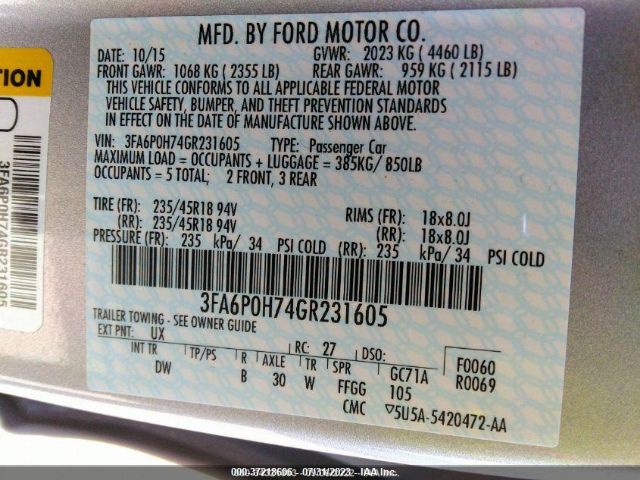 MFD. BY FORD MOTOR CO.
DATE: 10/15 GVWR: 2023 KG ( 4460 LB)
FRONT GAWR: 1068 KG ( 2355 LB) REAR GAWR: 959 KG ( 2115 LB)
THIS VEHICLE CONFORMS TO ALL APPLICABLE FEDERAL MOTOR
VEHICLE SAFETY, BUMPER, AND THEFT PREVENTION STANDARDS
IN EFFECT ON THE DATE OF MANUFACTURE SHOWN ABOVE.
VIN: 3FA6P0H74GR231605 TYPE: Passenger Car
MAXIMUM LOAD = OCCUPANTS + LUGGAGE = 385KG/ 850LB
OCCUPANTS = 5 TOTAL: 2 FRONT, 3 REAR
TIRE (FR): 235/45R18 94V RIMS (FR): 18x8.0J
(RR): 235/45R18 94V (RR): 18x8.0J
PRESSURE (FR): 235 kPa/ 34 PSI COLD (RR): 235 kPa/ 34 PSI COLD
3FA6P0H74GR231605
TRAILER TOWING - SEE OWNER GUIDE
EXT PNT: UX RC: 27 DSO: F0060
INT TR TP/PS R AXLE TR SPR GC71A R0069
DW B 30 W FFGG 105
CMC ▽5U5A-5420472-AA
TION
3FA6P0H74GR231605
000-37218606 07/31/2023 IAA Inc.